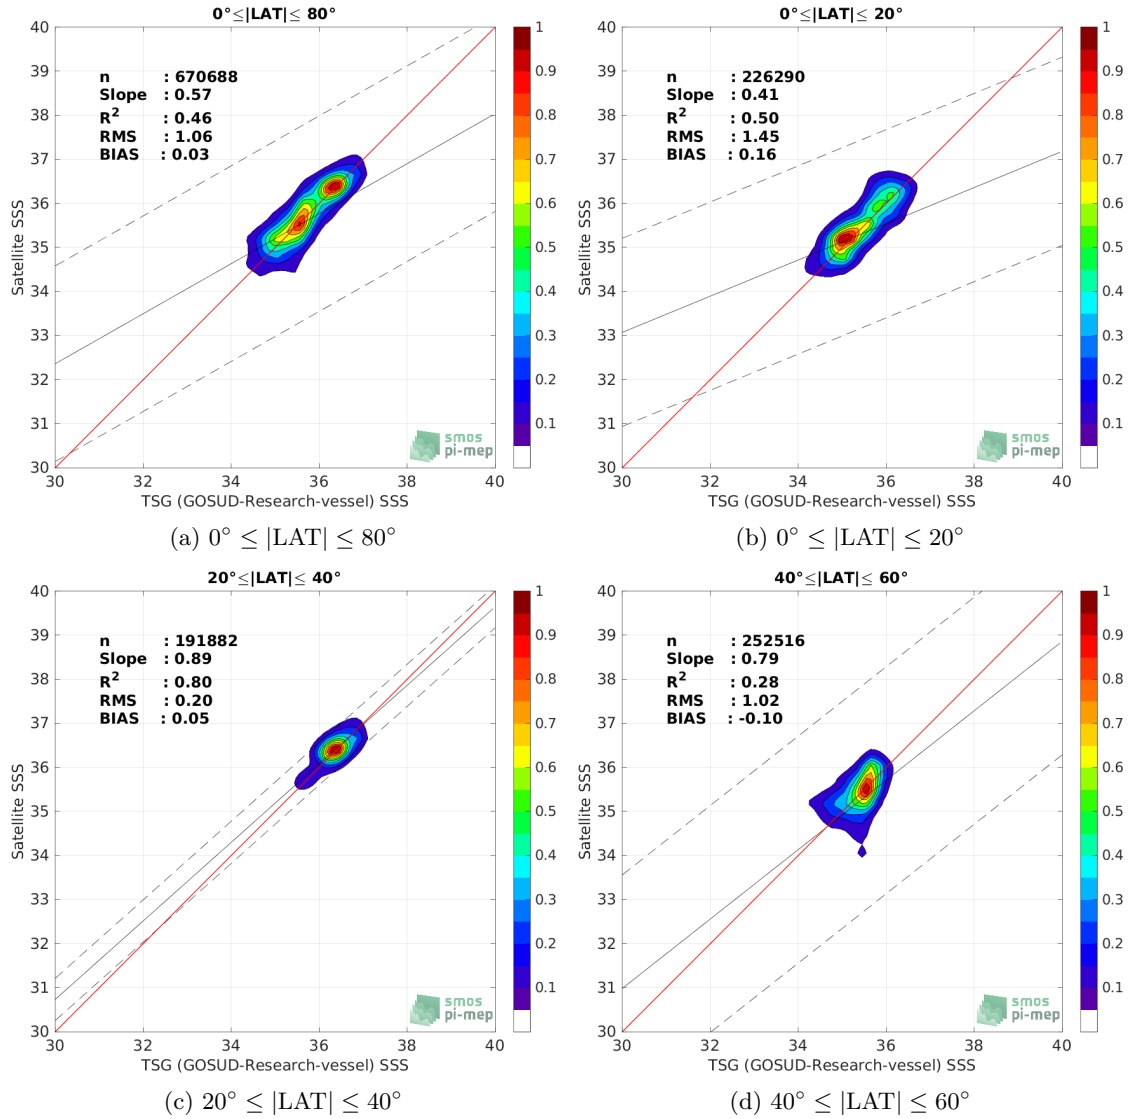 0°≤|LAT|≤ 80°
n : 670688
Slope : 0.57
R² : 0.46
RMS : 1.06
BIAS : 0.03
40
39
38
37
36
35
34
33
32
31
30
Satellite SSS
30 32 34 36 38 40
TSG (GOSUD-Research-vessel) SSS
smos
pi-mep
1
0.9
0.8
0.7
0.6
0.5
0.4
0.3
0.2
0.1
(a) 0° ≤ |LAT| ≤ 80°
0°≤|LAT|≤ 20°
n : 226290
Slope : 0.41
R² : 0.50
RMS : 1.45
BIAS : 0.16
40
39
38
37
36
35
34
33
32
31
30
Satellite SSS
30 32 34 36 38 40
TSG (GOSUD-Research-vessel) SSS
smos
pi-mep
1
0.9
0.8
0.7
0.6
0.5
0.4
0.3
0.2
0.1
(b) 0° ≤ |LAT| ≤ 20°
20°≤|LAT|≤ 40°
n : 191882
Slope : 0.89
R² : 0.80
RMS : 0.20
BIAS : 0.05
40
39
38
37
36
35
34
33
32
31
30
Satellite SSS
30 32 34 36 38 40
TSG (GOSUD-Research-vessel) SSS
smos
pi-mep
1
0.9
0.8
0.7
0.6
0.5
0.4
0.3
0.2
0.1
(c) 20° ≤ |LAT| ≤ 40°
40°≤|LAT|≤ 60°
n : 252516
Slope : 0.79
R² : 0.28
RMS : 1.02
BIAS : -0.10
40
39
38
37
36
35
34
33
32
31
30
Satellite SSS
30 32 34 36 38 40
TSG (GOSUD-Research-vessel) SSS
smos
pi-mep
1
0.9
0.8
0.7
0.6
0.5
0.4
0.3
0.2
0.1
(d) 40° ≤ |LAT| ≤ 60°